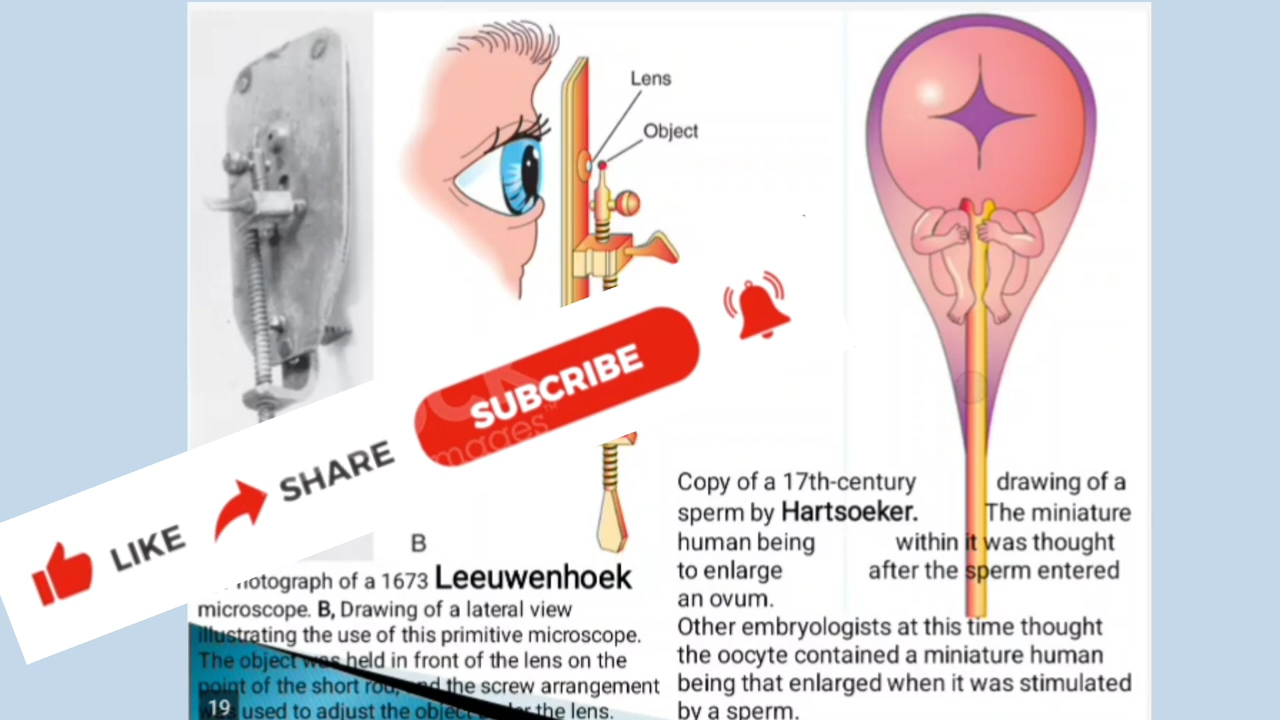 Lens
Object
LIKE
SHARE
SUBCRIBE
mages
B
of a 1673 Leeuwenhoek
microscope. B, Drawing of a lateral view
illustrating the use of this primitive microscope.
The object was held in front of the lens on the
point of the short rod, and the screw arrangement
used to adjust the object under the lens.
19
Copy of a 17th-century drawing of a
sperm by Hartsoeker. The miniature
human being within it was thought
to enlarge after the sperm entered
an ovum.
Other embryologists at this time thought
the oocyte contained a miniature human
being that enlarged when it was stimulated
by a sperm.